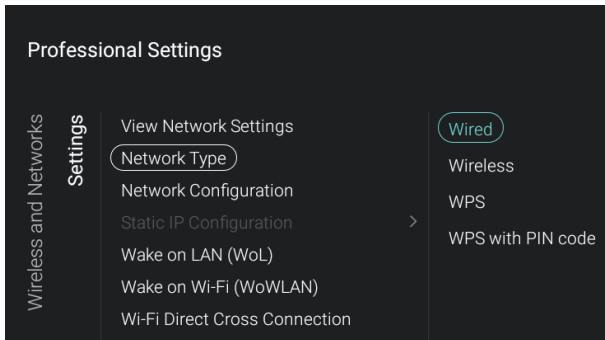 Professional Settings
Wireless and Networks
Settings
View Network Settings
Network Type
Network Configuration
Static IP Configuration
Wake on LAN (WoL)
Wake on Wi-Fi (WoWLAN)
Wi-Fi Direct Cross Connection
Wired
Wireless
WPS
WPS with PIN code